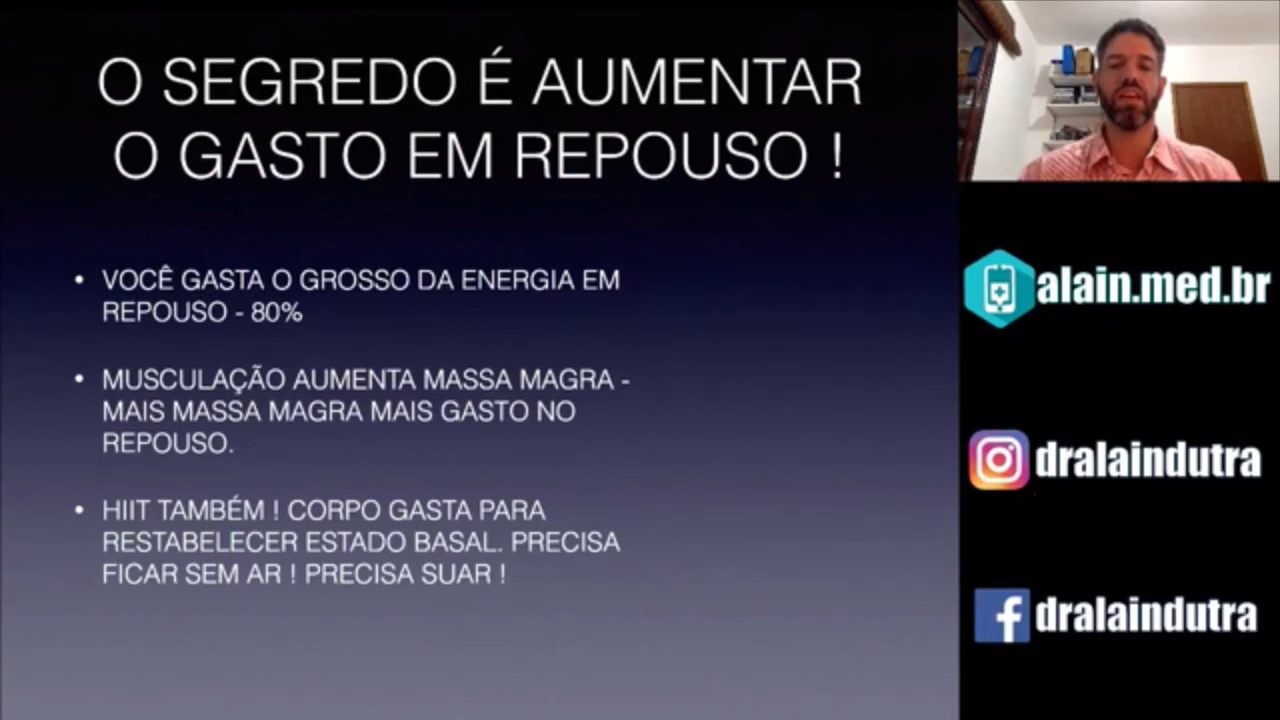 O SEGREDO É AUMENTAR
O GASTO EM REPOUSO !
• VOCÊ GASTA O GROSSO DA ENERGIA EM
REPOUSO - 80%
• MUSCULAÇÃO AUMENTA MASSA MAGRA -
MAIS MASSA MAGRA MAIS GASTO NO
REPOUSO.
• HIIT TAMBÉM ! CORPO GASTA PARA
RESTABELECER ESTADO BASAL. PRECISA
FICAR SEM AR ! PRECISA SUAR !
alain.med.br
dralaindutra
dralaindutra